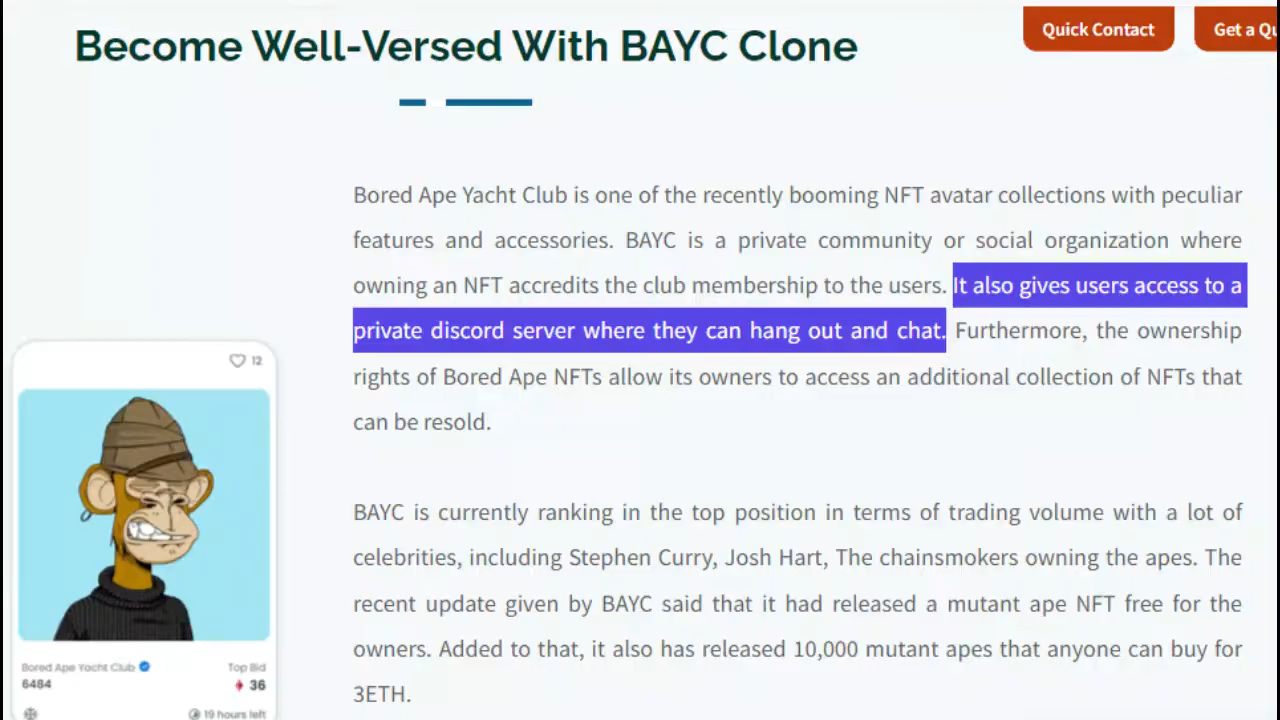 Become Well-Versed With BAYC Clone
Quick Contact
Get a Qu
Bored Ape Yacht Club is one of the recently booming NFT avatar collections with peculiar
features and accessories. BAYC is a private community or social organization where
owning an NFT accredits the club membership to the users. It also gives users access to a
private discord server where they can hang out and chat. Furthermore, the ownership
rights of Bored Ape NFTs allow its owners to access an additional collection of NFTs that
can be resold.
BAYC is currently ranking in the top position in terms of trading volume with a lot of
celebrities, including Stephen Curry, Josh Hart, The chainsmokers owning the apes. The
recent update given by BAYC said that it had released a mutant ape NFT free for the
owners. Added to that, it also has released 10,000 mutant apes that anyone can buy for
3ETH.
12
Bored Ape Yacht Club
Top Bid
6484
36
19 hours left